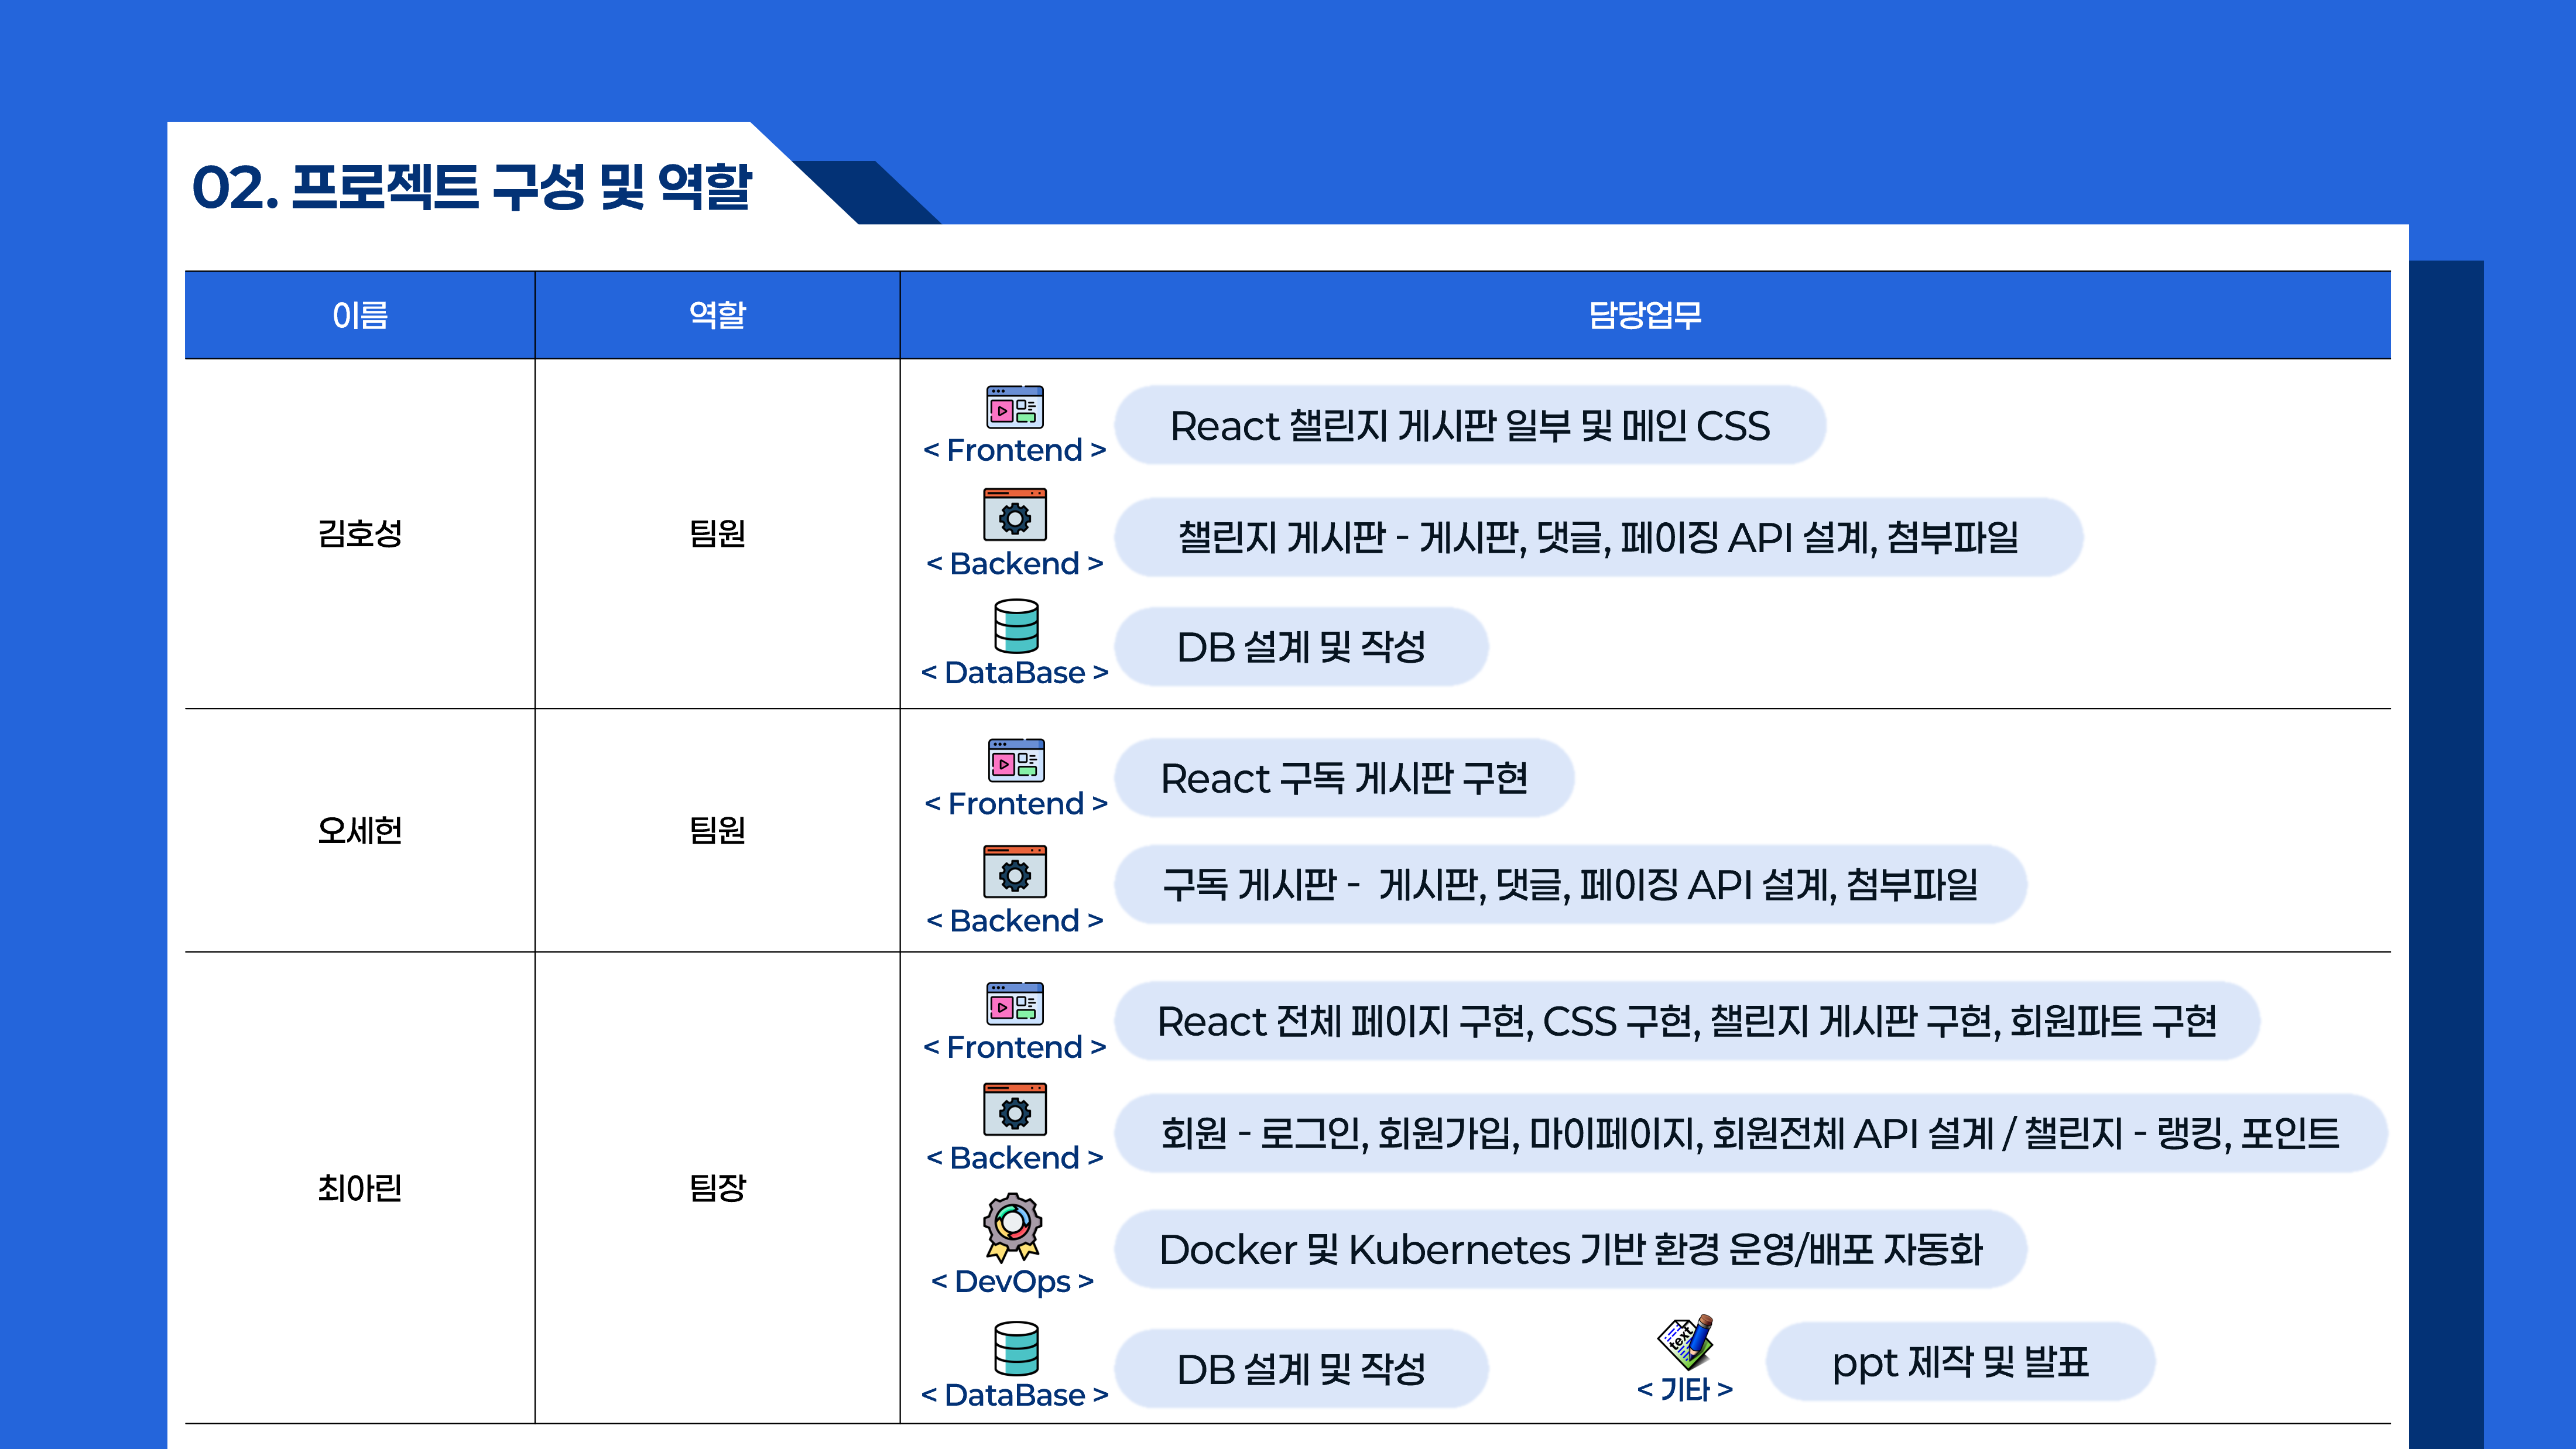 02. 프로젝트 구성 및 역할
이름 역할 담당업무
김호성 팀원
< Frontend > React 챌린지 게시판 일부 및 메인 CSS
< Backend > 챌린지 게시판 - 게시판, 댓글, 페이징 API 설계, 첨부파일
< DataBase > DB 설계 및 작성
오세헌 팀원
< Frontend > React 구독 게시판 구현
< Backend > 구독 게시판 - 게시판, 댓글, 페이징 API 설계, 첨부파일
최아린 팀장
< Frontend > React 전체 페이지 구현, CSS 구현, 챌린지 게시판 구현, 회원파트 구현
< Backend > 회원 - 로그인, 회원가입, 마이페이지, 회원전체 API 설계 / 챌린지 - 랭킹, 포인트
< DevOps > Docker 및 Kubernetes 기반 환경 운영/배포 자동화
< DataBase > DB 설계 및 작성
text
< 기타 > ppt 제작 및 발표